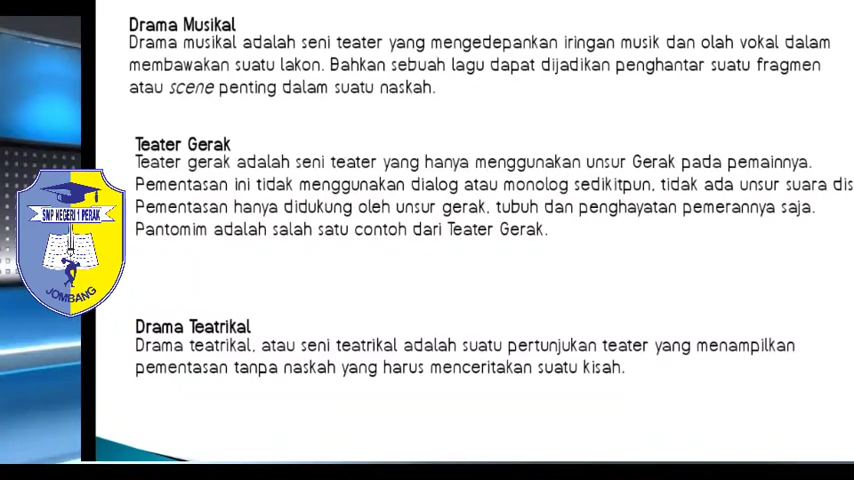 Drama Musikal
Drama musikal adalah seni teater yang mengedepankan iringan musik dan olah vokal dalam
membawakan suatu lakon. Bahkan sebuah lagu dapat dijadikan penghantar suatu fragmen
atau scene penting dalam suatu naskah.
Teater Gerak
Teater gerak adalah seni teater yang hanya menggunakan unsur Gerak pada pemainnya.
Pementasan ini tidak menggunakan dialog atau monolog sedikitpun, tidak ada unsur suara dis
Pementasan hanya didukung oleh unsur gerak, tubuh dan penghayatan pemerannya saja.
Pantomim adalah salah satu contoh dari Teater Gerak.
SMP NEGERI 1 PERAK
JOMBANG
Drama Teatrikal
Drama teatrikal, atau seni teatrikal adalah suatu pertunjukan teater yang menampilkan
pementasan tanpa naskah yang harus menceritakan suatu kisah.